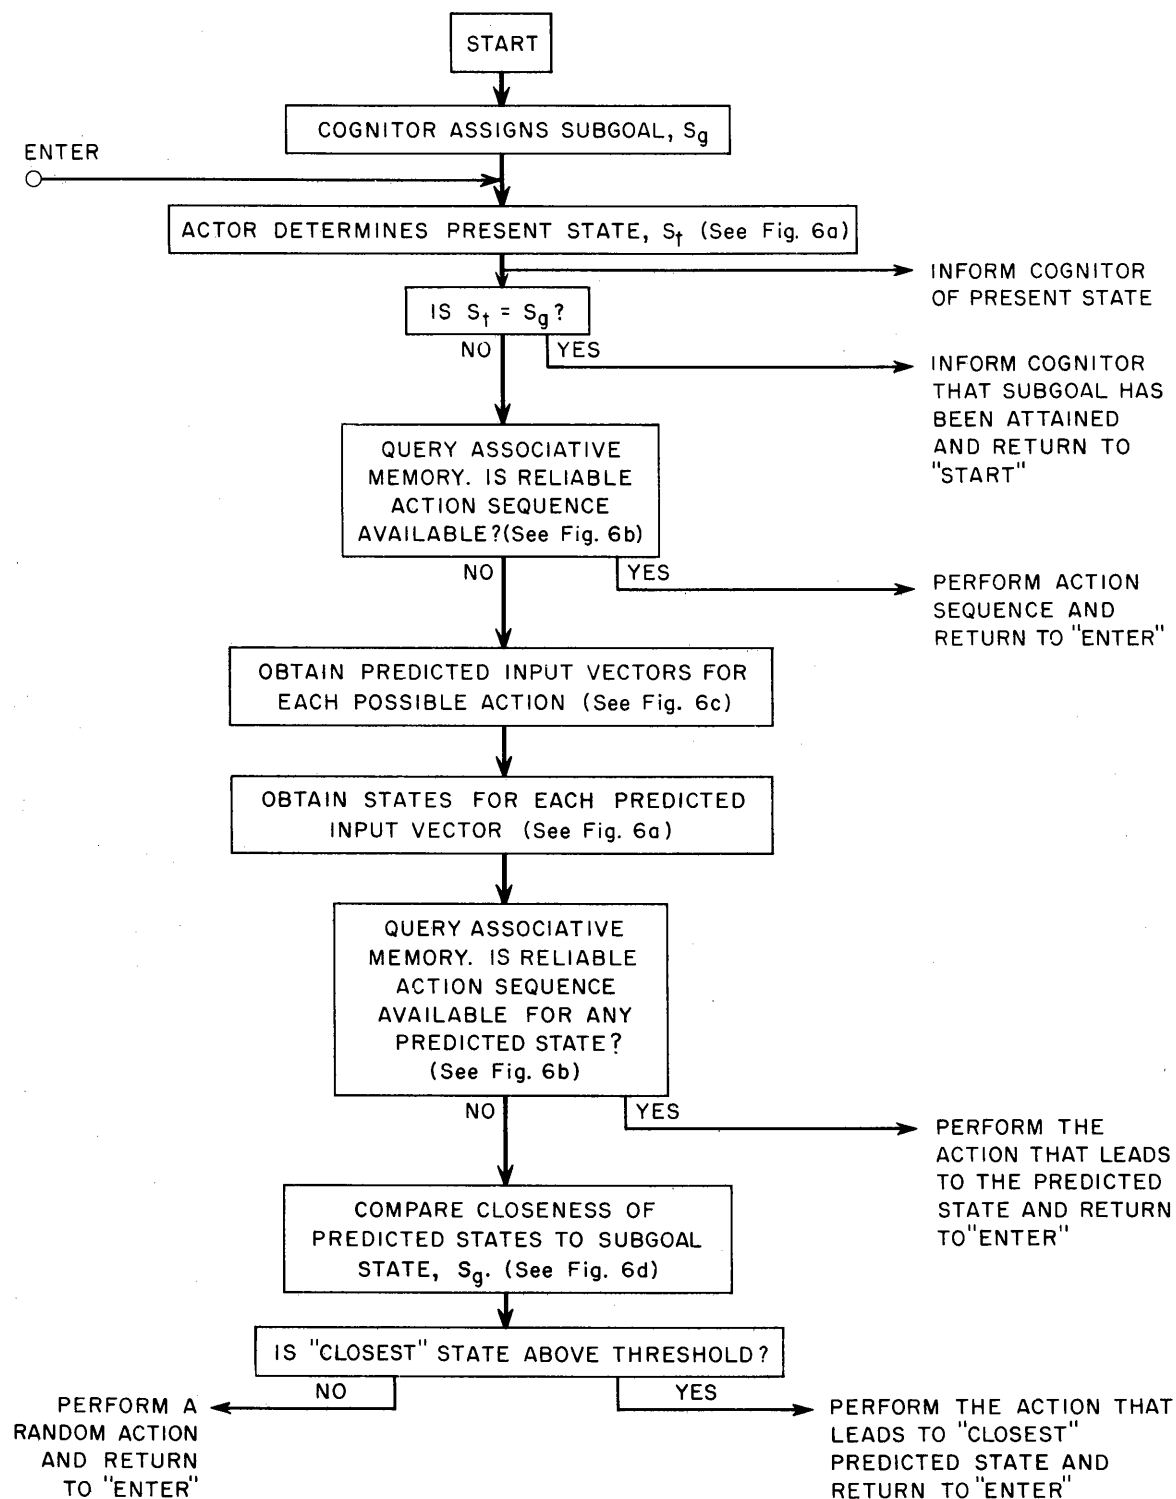 START
COGNITOR ASSIGNS SUBGOAL, Sg
ENTER
ACTOR DETERMINES PRESENT STATE, St (See Fig. 6a)
INFORM COGNITOR
OF PRESENT STATE
IS St = Sg?
NO
YES
INFORM COGNITOR
THAT SUBGOAL HAS
BEEN ATTAINED
AND RETURN TO
"START"
QUERY ASSOCIATIVE
MEMORY. IS RELIABLE
ACTION SEQUENCE
AVAILABLE?(See Fig. 6b)
NO
YES
PERFORM ACTION
SEQUENCE AND
RETURN TO "ENTER"
OBTAIN PREDICTED INPUT VECTORS FOR
EACH POSSIBLE ACTION (See Fig. 6c)
OBTAIN STATES FOR EACH PREDICTED
INPUT VECTOR (See Fig. 6a)
QUERY ASSOCIATIVE
MEMORY. IS RELIABLE
ACTION SEQUENCE
AVAILABLE FOR ANY
PREDICTED STATE?
(See Fig. 6b)
NO
YES
PERFORM THE
ACTION THAT LEADS
TO THE PREDICTED
STATE AND RETURN
TO"ENTER"
COMPARE CLOSENESS OF
PREDICTED STATES TO SUBGOAL
STATE, Sg. (See Fig. 6d)
IS "CLOSEST" STATE ABOVE THRESHOLD?
NO
YES
PERFORM A
RANDOM ACTION
AND RETURN
TO "ENTER"
PERFORM THE ACTION THAT
LEADS TO "CLOSEST"
PREDICTED STATE AND
RETURN TO "ENTER"